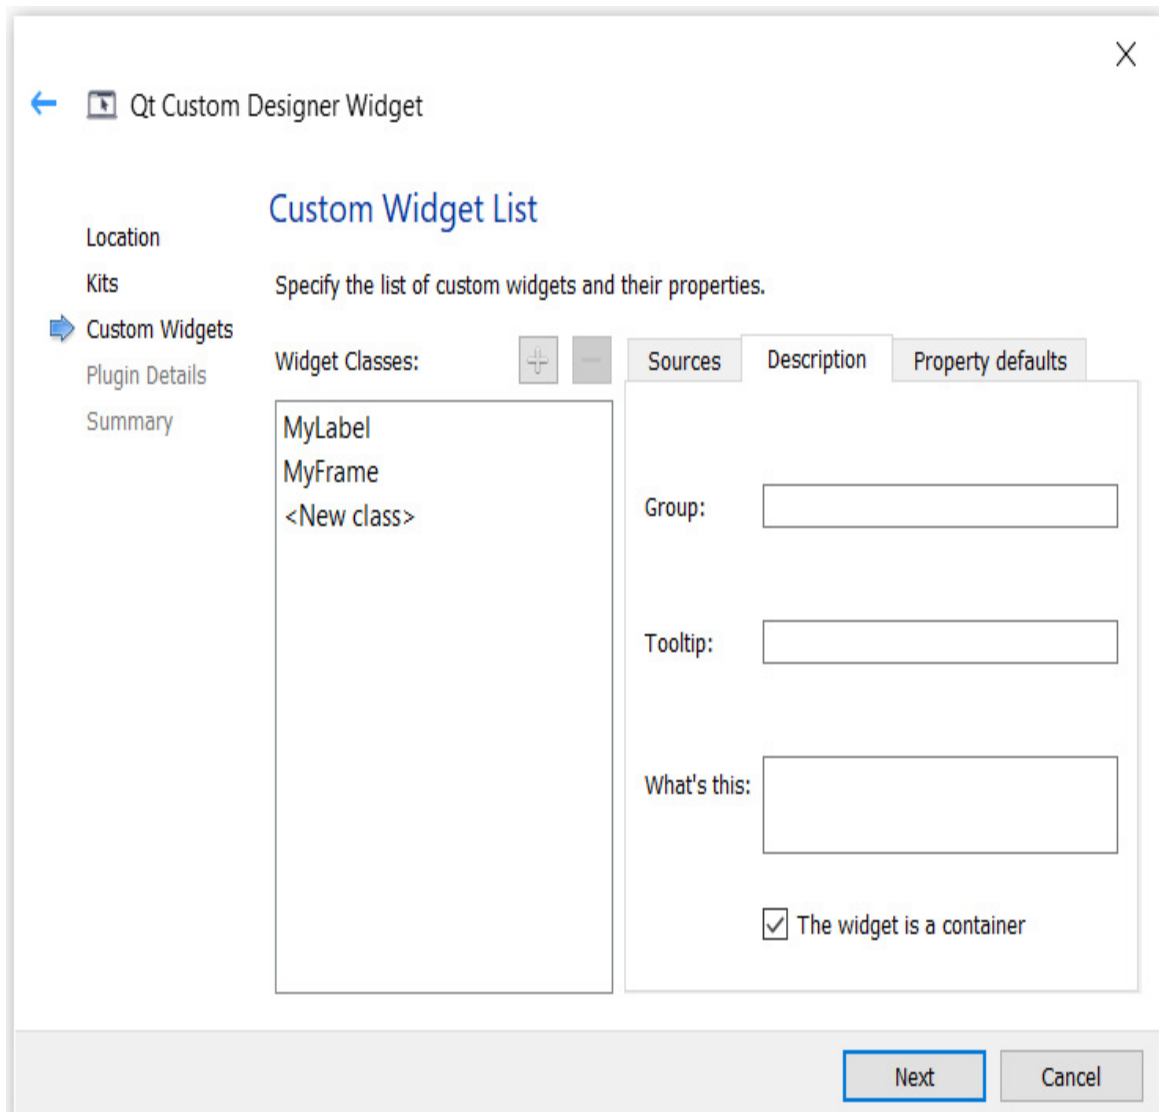 Qt Custom Designer Widget
Location
Kits
Custom Widgets
Plugin Details
Summary
Custom Widget List
Specify the list of custom widgets and their properties.
Widget Classes:
MyLabel
MyFrame
<New class>
Sources Description Property defaults
Group:
Tooltip:
What's this:
The widget is a container
Next Cancel